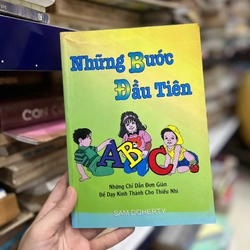 Những Bước
Đầu Tiên
ABC
Những Chỉ Dẫn Đơn Giản
Để Dạy Kinh Thánh Cho Thiếu Nhi
SAM DOHERTY